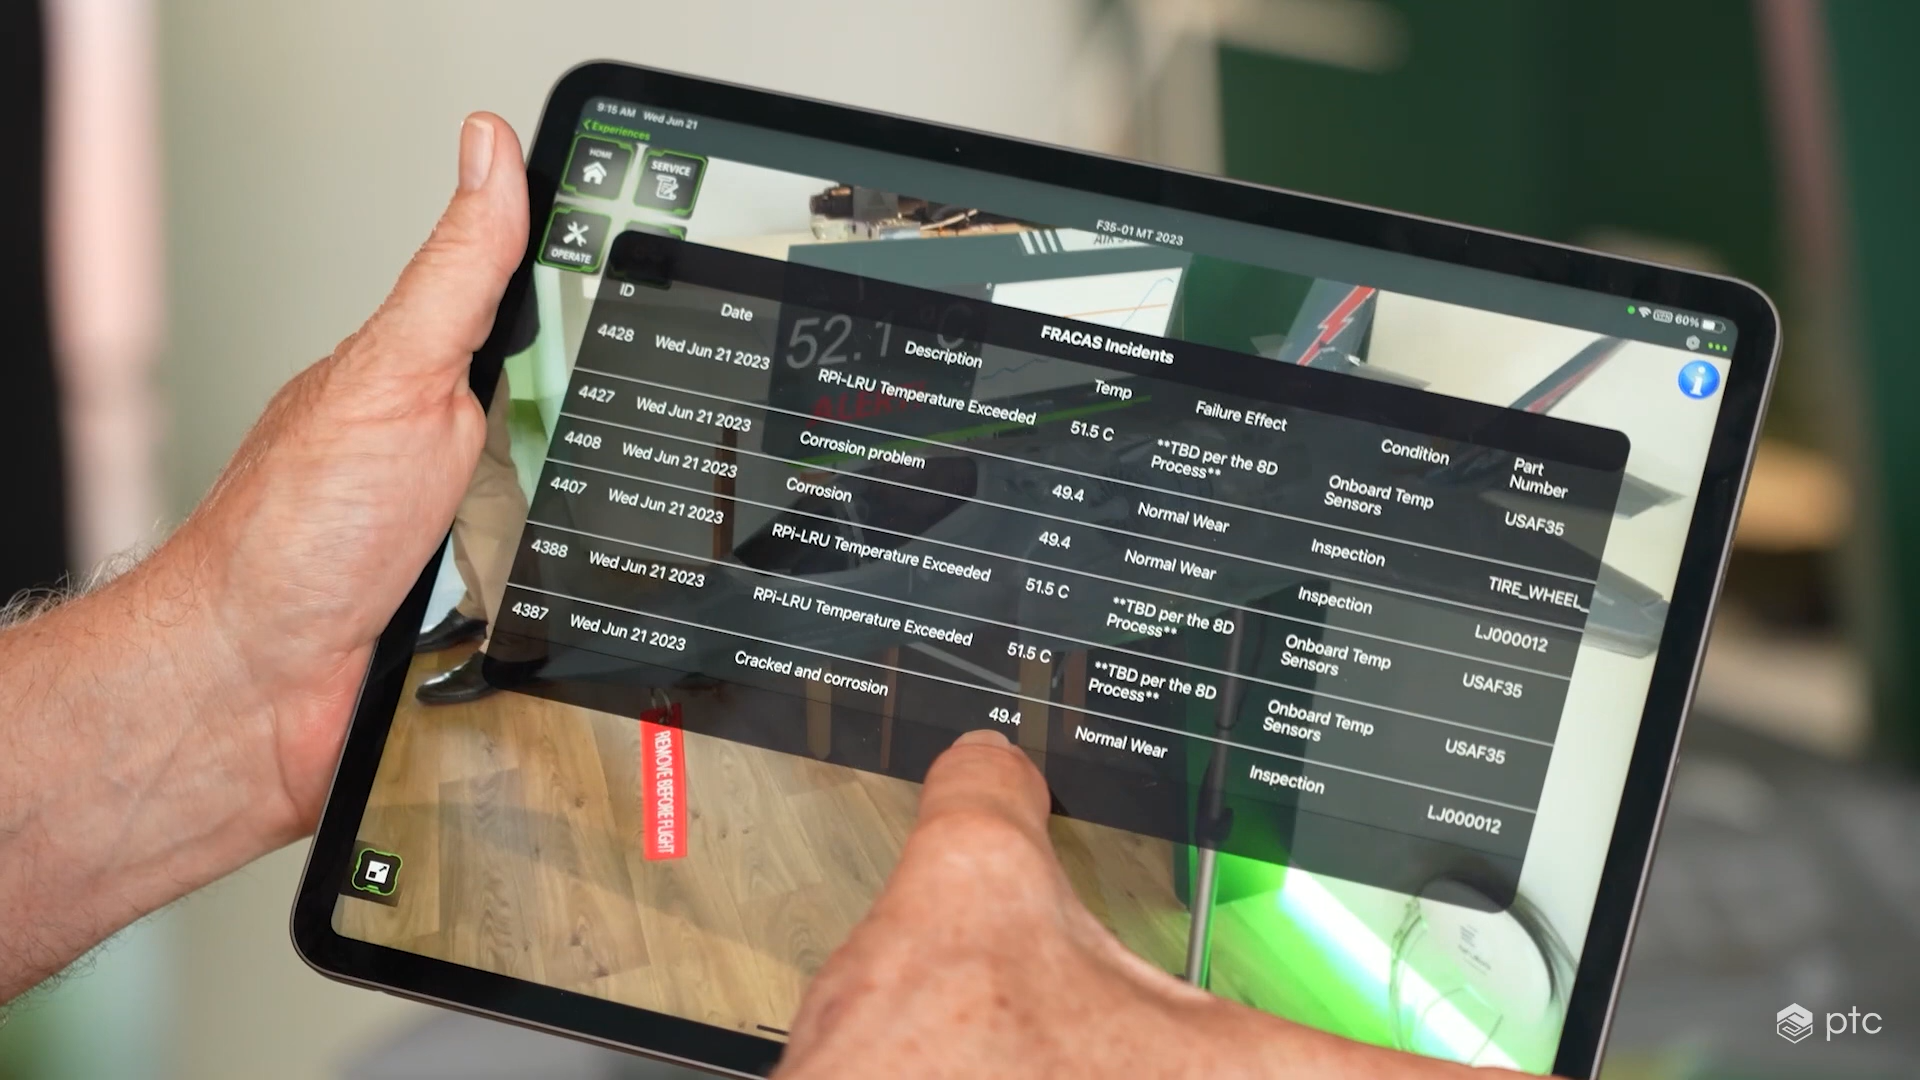 9:15 AM Wed Jun 21
60%
Experiences
HOME
SERVICE
OPERATE
F35-01 MT 2023
52.1 °C
ALERT
FRACAS Incidents
ID Date Description Temp Failure Effect Condition Part
Number
4428 Wed Jun 21 2023 RPi-LRU Temperature Exceeded 51.5 C **TBD per the 8D
Process** Onboard Temp
Sensors USAF35
4427 Wed Jun 21 2023 Corrosion problem 49.4 Normal Wear Inspection TIRE_WHEEL_
4408 Wed Jun 21 2023 Corrosion 49.4 Normal Wear Inspection LJ000012
4407 Wed Jun 21 2023 RPi-LRU Temperature Exceeded 51.5 C **TBD per the 8D
Process** Onboard Temp
Sensors USAF35
4388 Wed Jun 21 2023 RPi-LRU Temperature Exceeded 51.5 C **TBD per the 8D
Process** Onboard Temp
Sensors USAF35
4387 Wed Jun 21 2023 Cracked and corrosion 49.4 Normal Wear Inspection LJ000012
REMOVE BEFORE FLIGHT
ptc